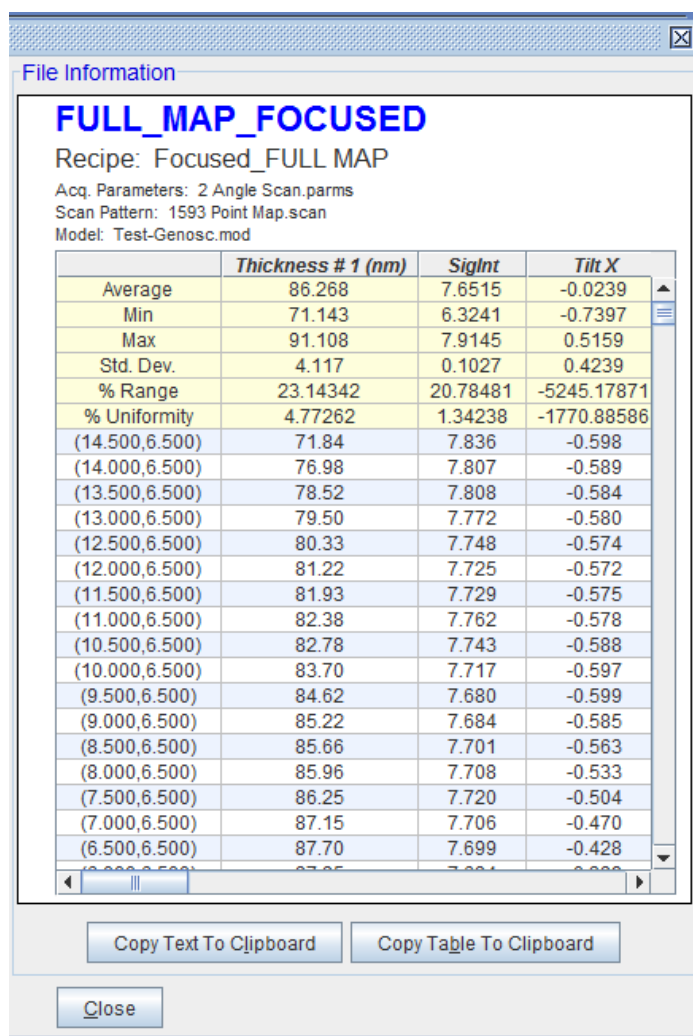 File Information
FULL_MAP_FOCUSED
Recipe: Focused_FULL MAP
Acq. Parameters: 2 Angle Scan.parms
Scan Pattern: 1593 Point Map.scan
Model: Test-Genosc.mod
Thickness # 1 (nm) SigInt Tilt X
Average 86.268 7.6515 -0.0239
Min 71.143 6.3241 -0.7397
Max 91.108 7.9145 0.5159
Std. Dev. 4.117 0.1027 0.4239
% Range 23.14342 20.78481 -5245.17871
% Uniformity 4.77262 1.34238 -1770.88586
(14.500,6.500) 71.84 7.836 -0.598
(14.000,6.500) 76.98 7.807 -0.589
(13.500,6.500) 78.52 7.808 -0.584
(13.000,6.500) 79.50 7.772 -0.580
(12.500,6.500) 80.33 7.748 -0.574
(12.000,6.500) 81.22 7.725 -0.572
(11.500,6.500) 81.93 7.729 -0.575
(11.000,6.500) 82.38 7.762 -0.578
(10.500,6.500) 82.78 7.743 -0.588
(10.000,6.500) 83.70 7.717 -0.597
(9.500,6.500) 84.62 7.680 -0.599
(9.000,6.500) 85.22 7.684 -0.585
(8.500,6.500) 85.66 7.701 -0.563
(8.000,6.500) 85.96 7.708 -0.533
(7.500,6.500) 86.25 7.720 -0.504
(7.000,6.500) 87.15 7.706 -0.470
(6.500,6.500) 87.70 7.699 -0.428
Copy Text To Clipboard Copy Table To Clipboard
Close